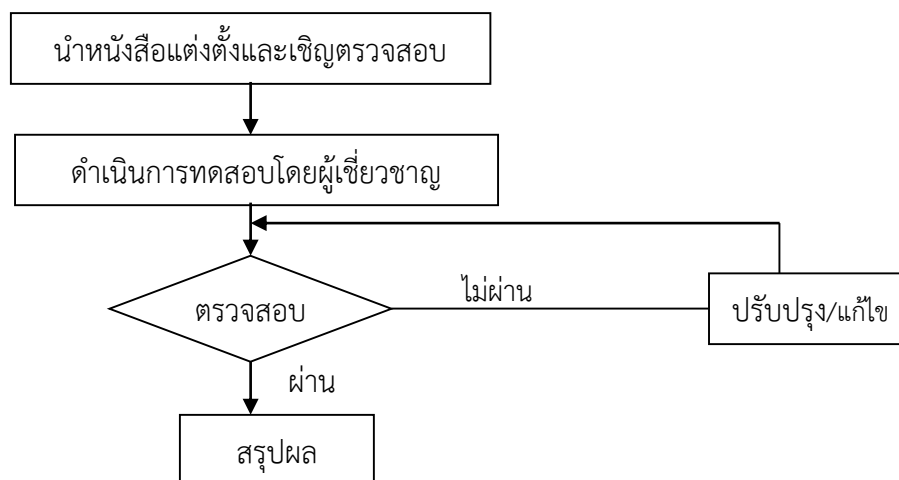 นำหนังสือแต่งตั้งและเชิญตรวจสอบ
ดำเนินการทดสอบโดยผู้เชี่ยวชาญ
ตรวจสอบ
ไม่ผ่าน
ปรับปรุง/แก้ไข
ผ่าน
สรุปผล